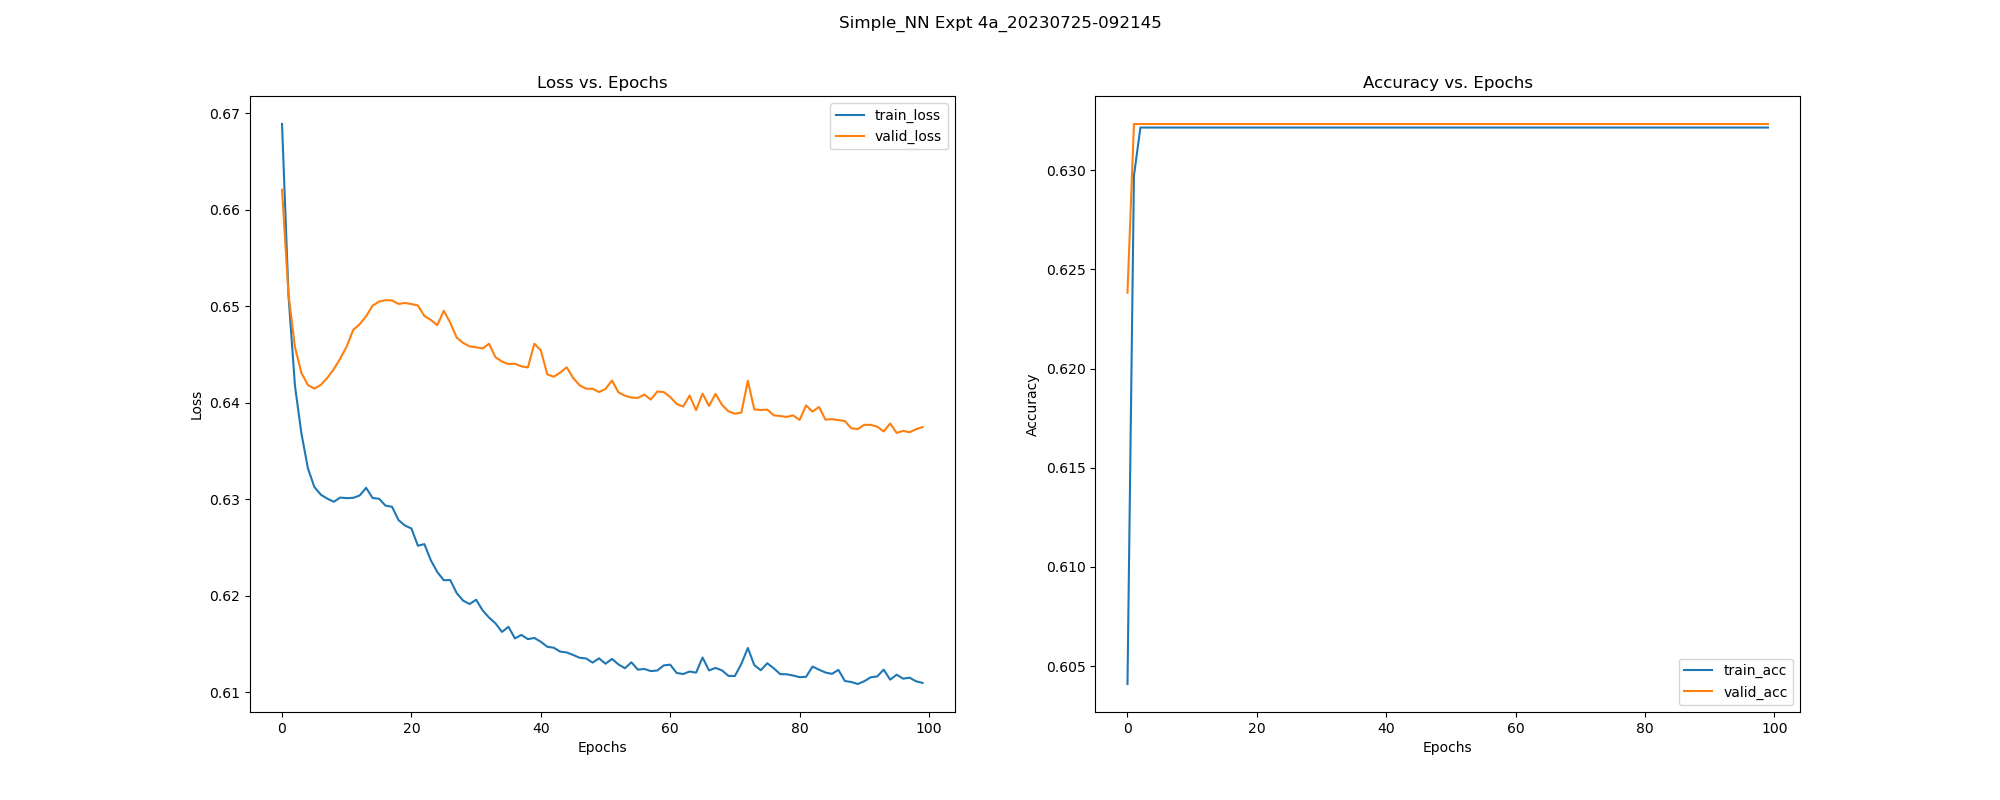 Simple_NN Expt 4a_20230725-092145
Loss vs. Epochs
0.67
0.66
0.65
0.64
0.63
0.62
0.61
Loss
train_loss
valid_loss
0 20 40 60 80 100
Epochs
Accuracy vs. Epochs
0.630
0.625
0.620
0.615
0.610
0.605
Accuracy
train_acc
valid_acc
0 20 40 60 80 100
Epochs